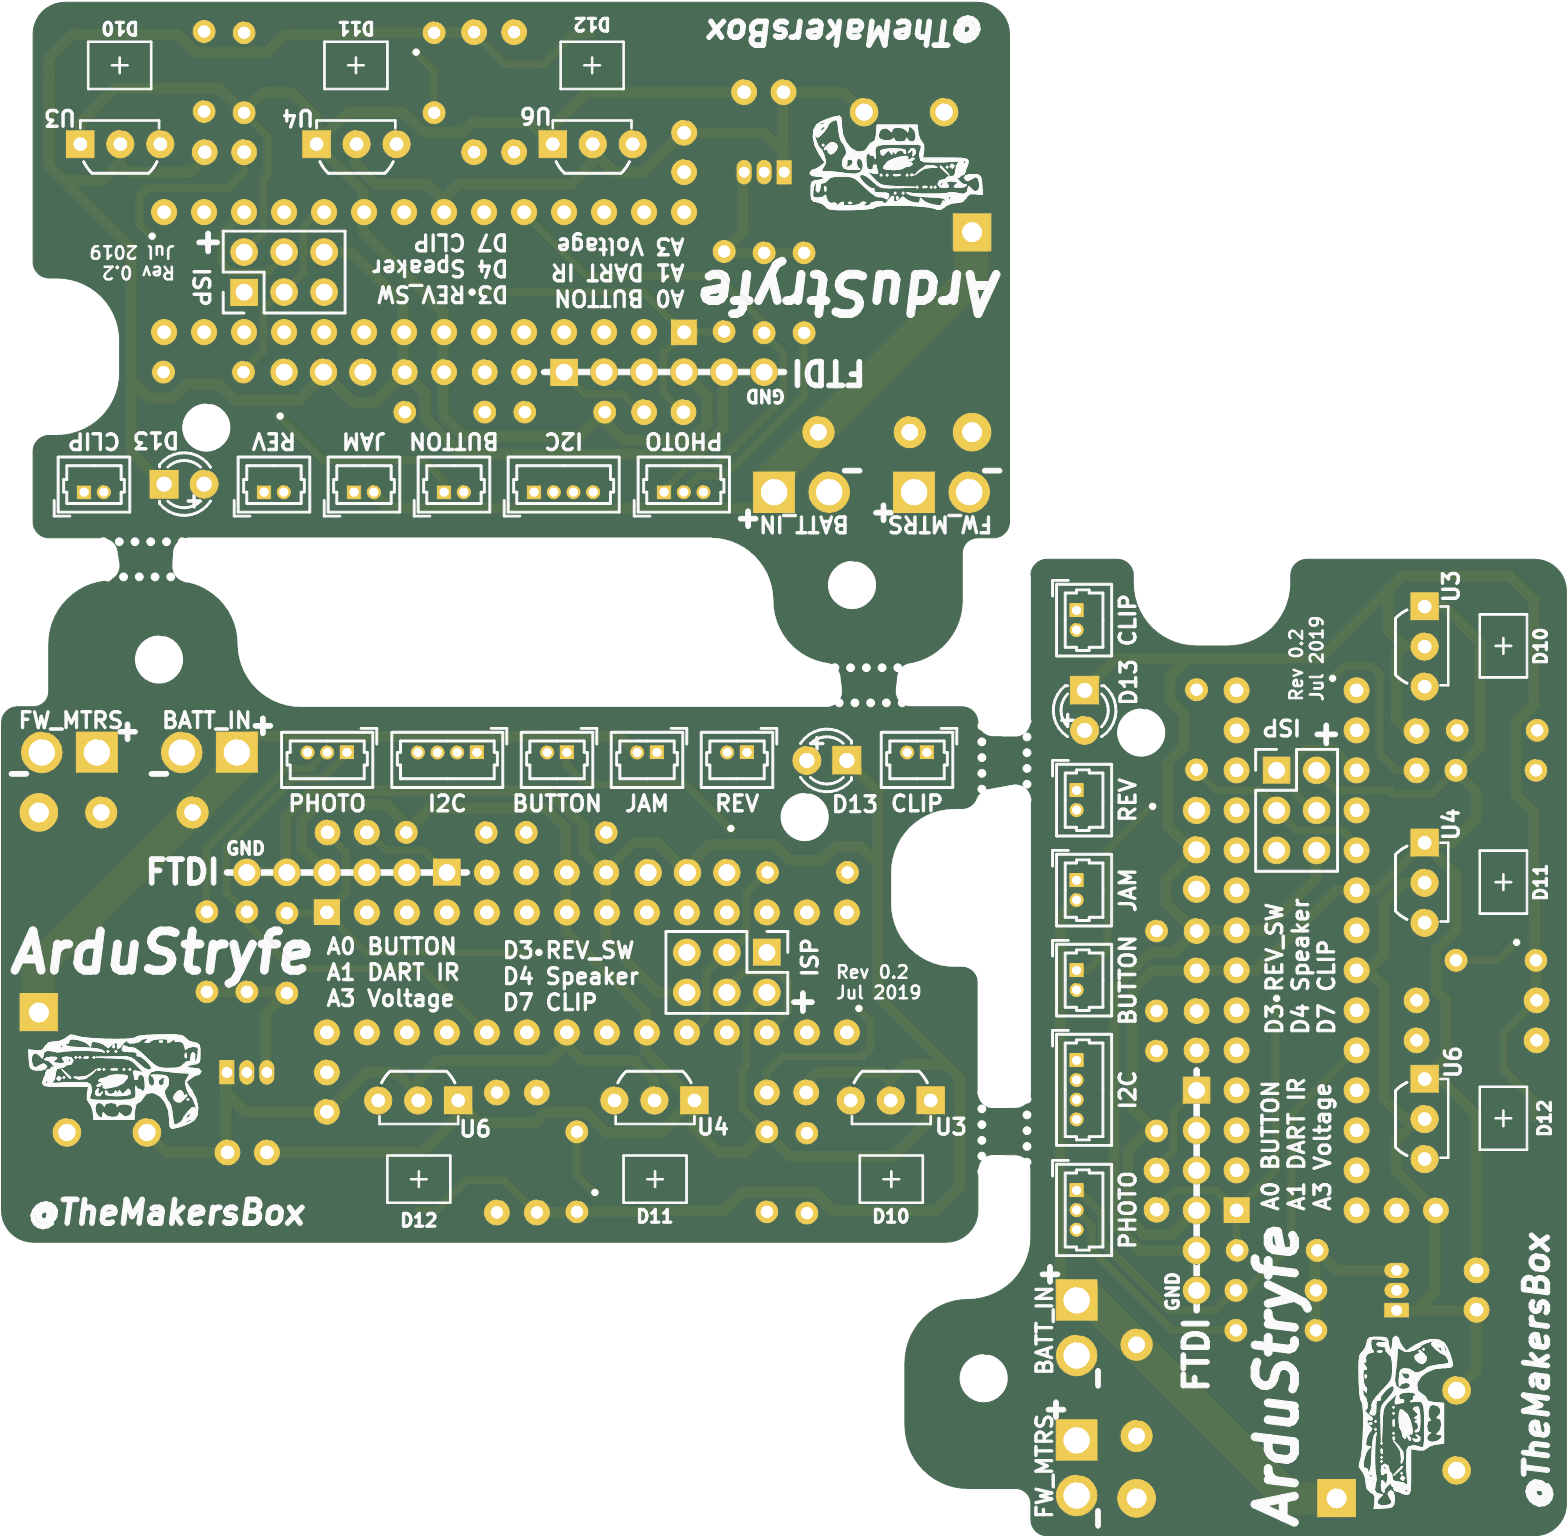 D10
D11
D12
@TheMakersBox
U3
U4
U6
Rev 0.2
Jul 2019
ISP
+
D7 CLIP
D4 Speaker
D3•REV_SW
A3 Voltage
A1 DART IR
A0 BUTTON
ArduStryfe
FTDI
GND
CLIP
D13
+
REV
JAM
BUTTON
I2C
PHOTO
+
BATT_IN
-
+
FW_MTRS
-
FW_MTRS
+
-
BATT_IN
+
-
PHOTO
I2C
BUTTON
JAM
REV
+
D13
CLIP
GND
FTDI
ArduStryfe
A0 BUTTON
A1 DART IR
A3 Voltage
D3•REV_SW
D4 Speaker
D7 CLIP
ISP
+
Rev 0.2
Jul 2019
U6
U4
U3
D12
D11
D10
@TheMakersBox
CLIP
D13
+
REV
JAM
BUTTON
I2C
PHOTO
BATT_IN
+
-
FW_MTRS
+
-
GND
FTDI
ArduStryfe
A0 BUTTON
A1 DART IR
A3 Voltage
D3•REV_SW
D4 Speaker
D7 CLIP
ISP
+
Rev 0.2
Jul 2019
U3
U4
U6
D10
D11
D12
@TheMakersBox